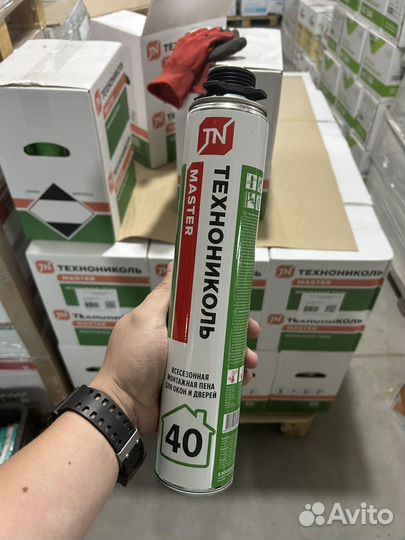 ТЕХНОНИКОЛЬ
TN
ТЕХНОНИКОЛЬ
MASTER
TN ТЕХНОНИКОЛЬ
MASTER
TN ТЕХНОНИКОЛЬ
MASTER
TN
MASTER
ТЕХНОНИКОЛЬ
ВСЕСЕЗОННАЯ
МОНТАЖНАЯ ПЕНА
ДЛЯ ОКОН И ДВЕРЕЙ
40
Avito